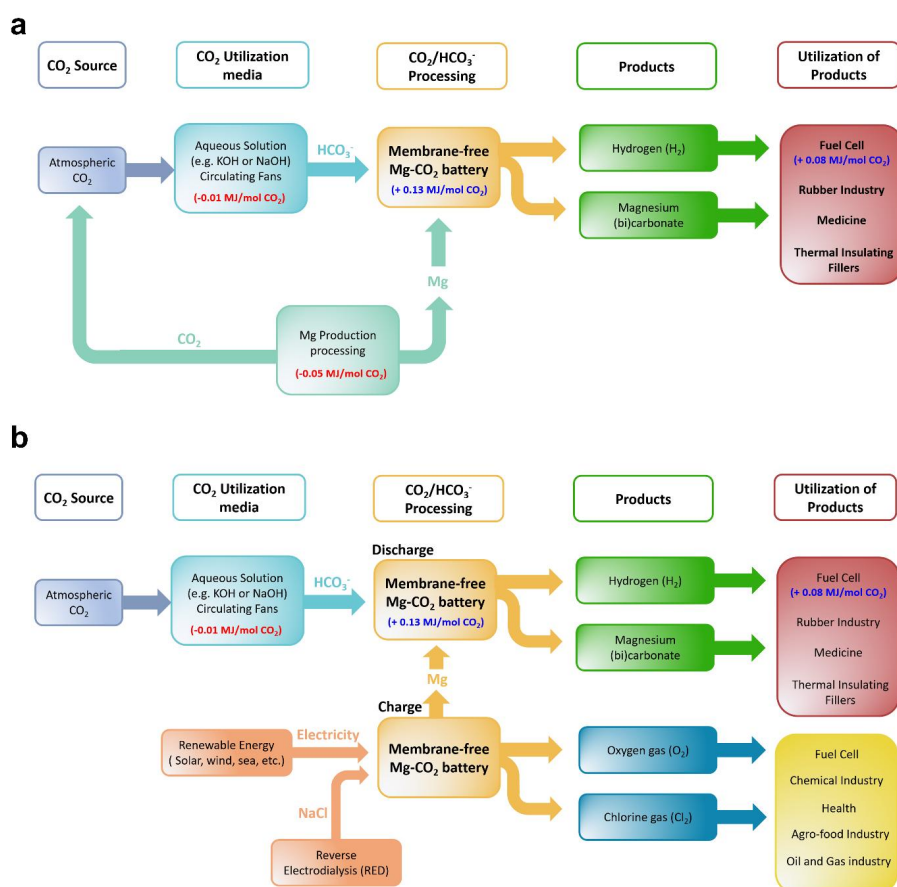 a
CO₂ Source
CO₂ Utilization
media
CO₂/HCO₃⁻
Processing
Products
Utilization of
Products
Atmospheric
CO₂
Aqueous Solution
(e.g. KOH or NaOH)
Circulating Fans
(-0.01 MJ/mol CO₂)
HCO₃⁻
Membrane-free
Mg-CO₂ battery
(+ 0.13 MJ/mol CO₂)
Hydrogen (H₂)
Magnesium
(bi)carbonate
Fuel Cell
(+ 0.08 MJ/mol CO₂)
Rubber Industry
Medicine
Thermal Insulating
Fillers
Mg
CO₂
Mg Production
processing
(-0.05 MJ/mol CO₂)
b
CO₂ Source
CO₂ Utilization
media
CO₂/HCO₃⁻
Processing
Products
Utilization of
Products
Atmospheric
CO₂
Aqueous Solution
(e.g. KOH or NaOH)
Circulating Fans
(-0.01 MJ/mol CO₂)
HCO₃⁻
Discharge
Membrane-free
Mg-CO₂ battery
(+ 0.13 MJ/mol CO₂)
Hydrogen (H₂)
Magnesium
(bi)carbonate
Fuel Cell
(+ 0.08 MJ/mol CO₂)
Rubber Industry
Medicine
Thermal Insulating
Fillers
Mg
Charge
Renewable Energy
( Solar, wind, sea, etc.)
Electricity
Membrane-free
Mg-CO₂ battery
NaCl
Reverse
Electrodialysis (RED)
Oxygen gas (O₂)
Chlorine gas (Cl₂)
Fuel Cell
Chemical Industry
Health
Agro-food Industry
Oil and Gas industry